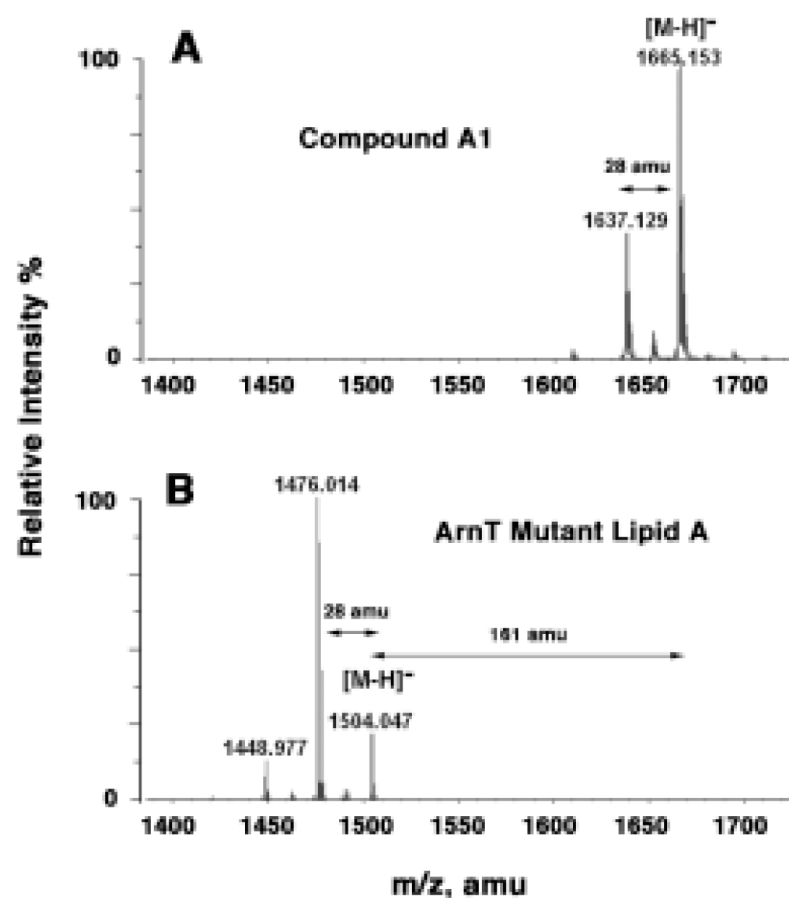 A
[M-H]⁻
1665.153
100
Compound A1
28 amu
1637.129
0
1400 1450 1500 1550 1600 1650 1700
Relative Intensity %
B
1476.014
100
ArnT Mutant Lipid A
28 amu
161 amu
[M-H]⁻
1504.047
1448.977
0
1400 1450 1500 1550 1600 1650 1700
m/z, amu